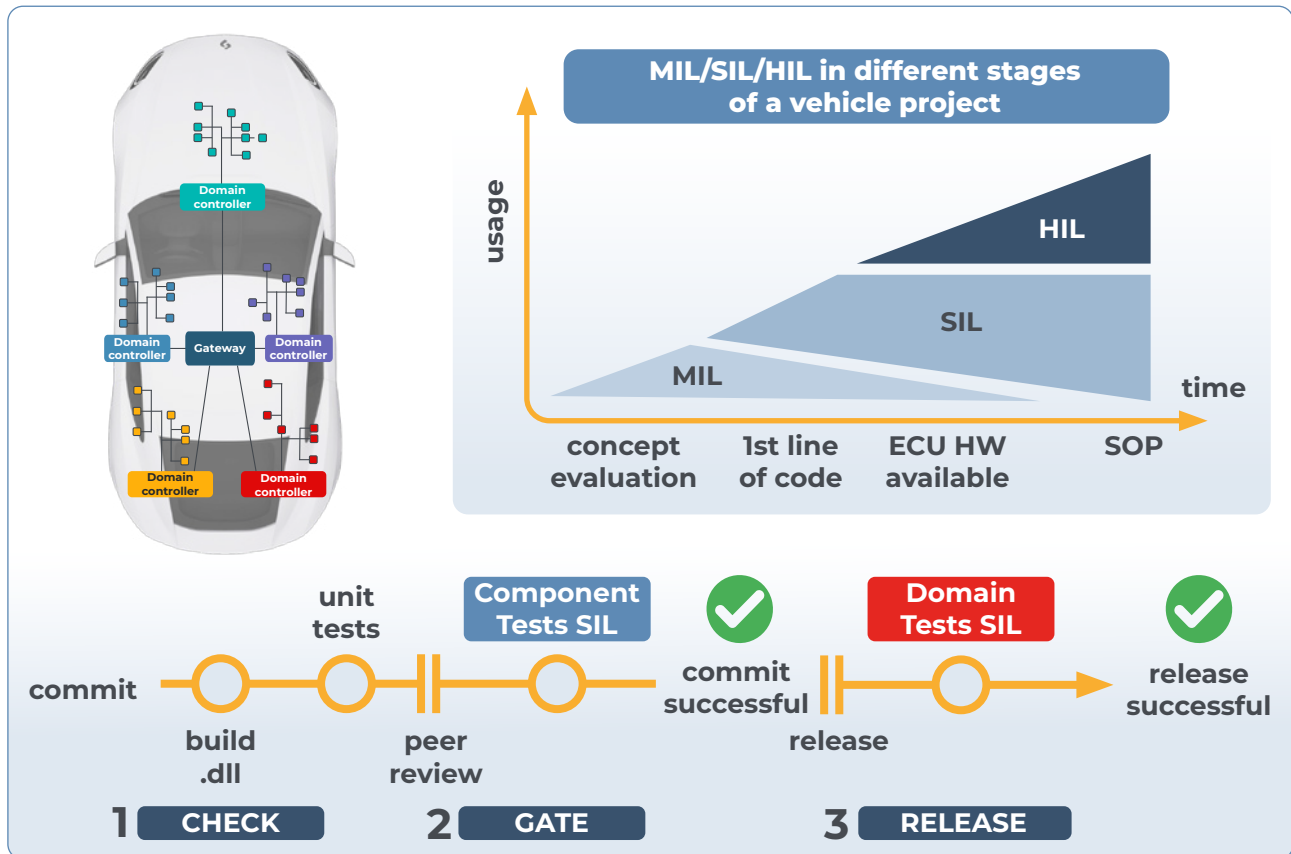 MIL/SIL/HIL in different stages
of a vehicle project
Domain
controller
Domain
controller
Gateway
Domain
controller
Domain
controller
Domain
controller
usage
HIL
SIL
MIL
time
concept
evaluation
1st line
of code
ECU HW
available
SOP
unit
tests
Component
Tests SIL
Domain
Tests SIL
commit
commit
successful
release
successful
build
.dll
peer
review
release
1 CHECK
2 GATE
3 RELEASE